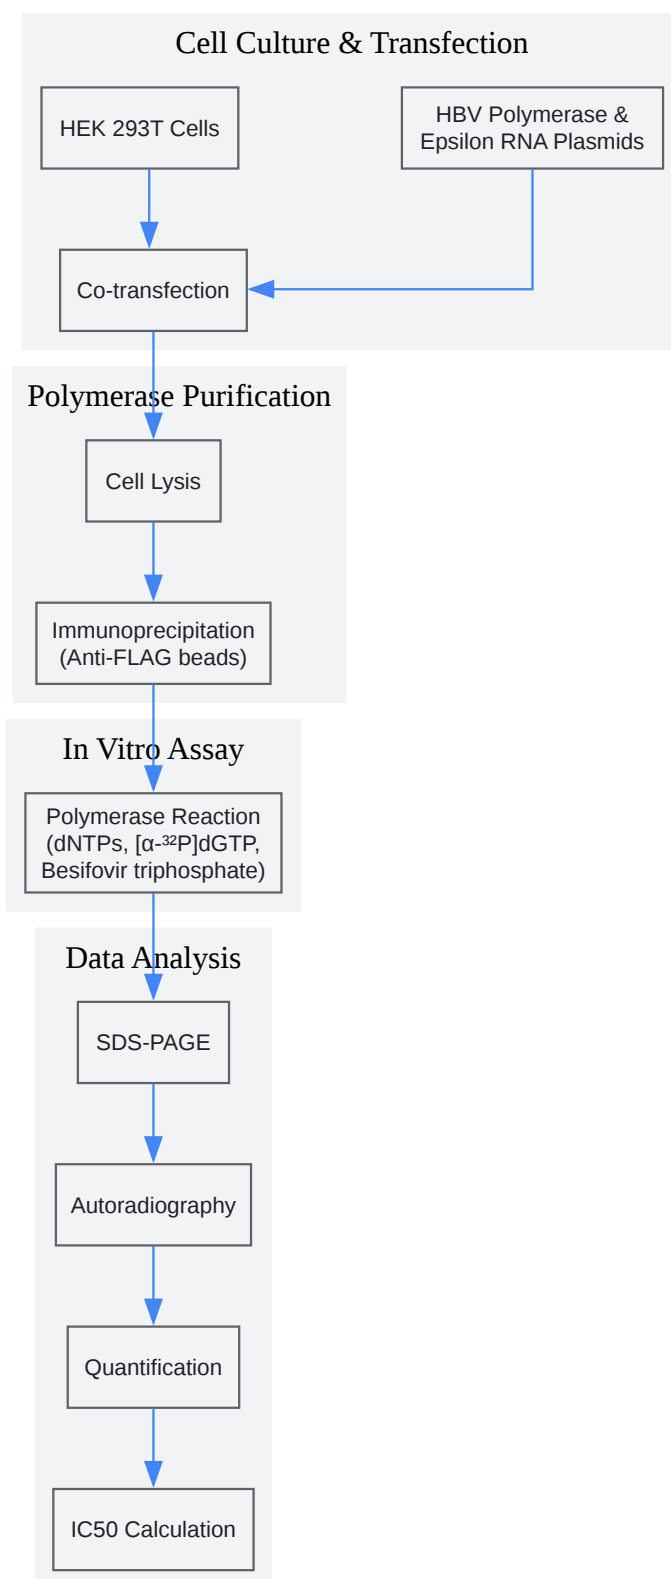 Cell Culture & Transfection
HEK 293T Cells
HBV Polymerase &
Epsilon RNA Plasmids
Co-transfection
Polymerase Purification
Cell Lysis
Immunoprecipitation
(Anti-FLAG beads)
In Vitro Assay
Polymerase Reaction
(dNTPs, [α-³²P]dGTP,
Besifovir triphosphate)
Data Analysis
SDS-PAGE
Autoradiography
Quantification
IC50 Calculation